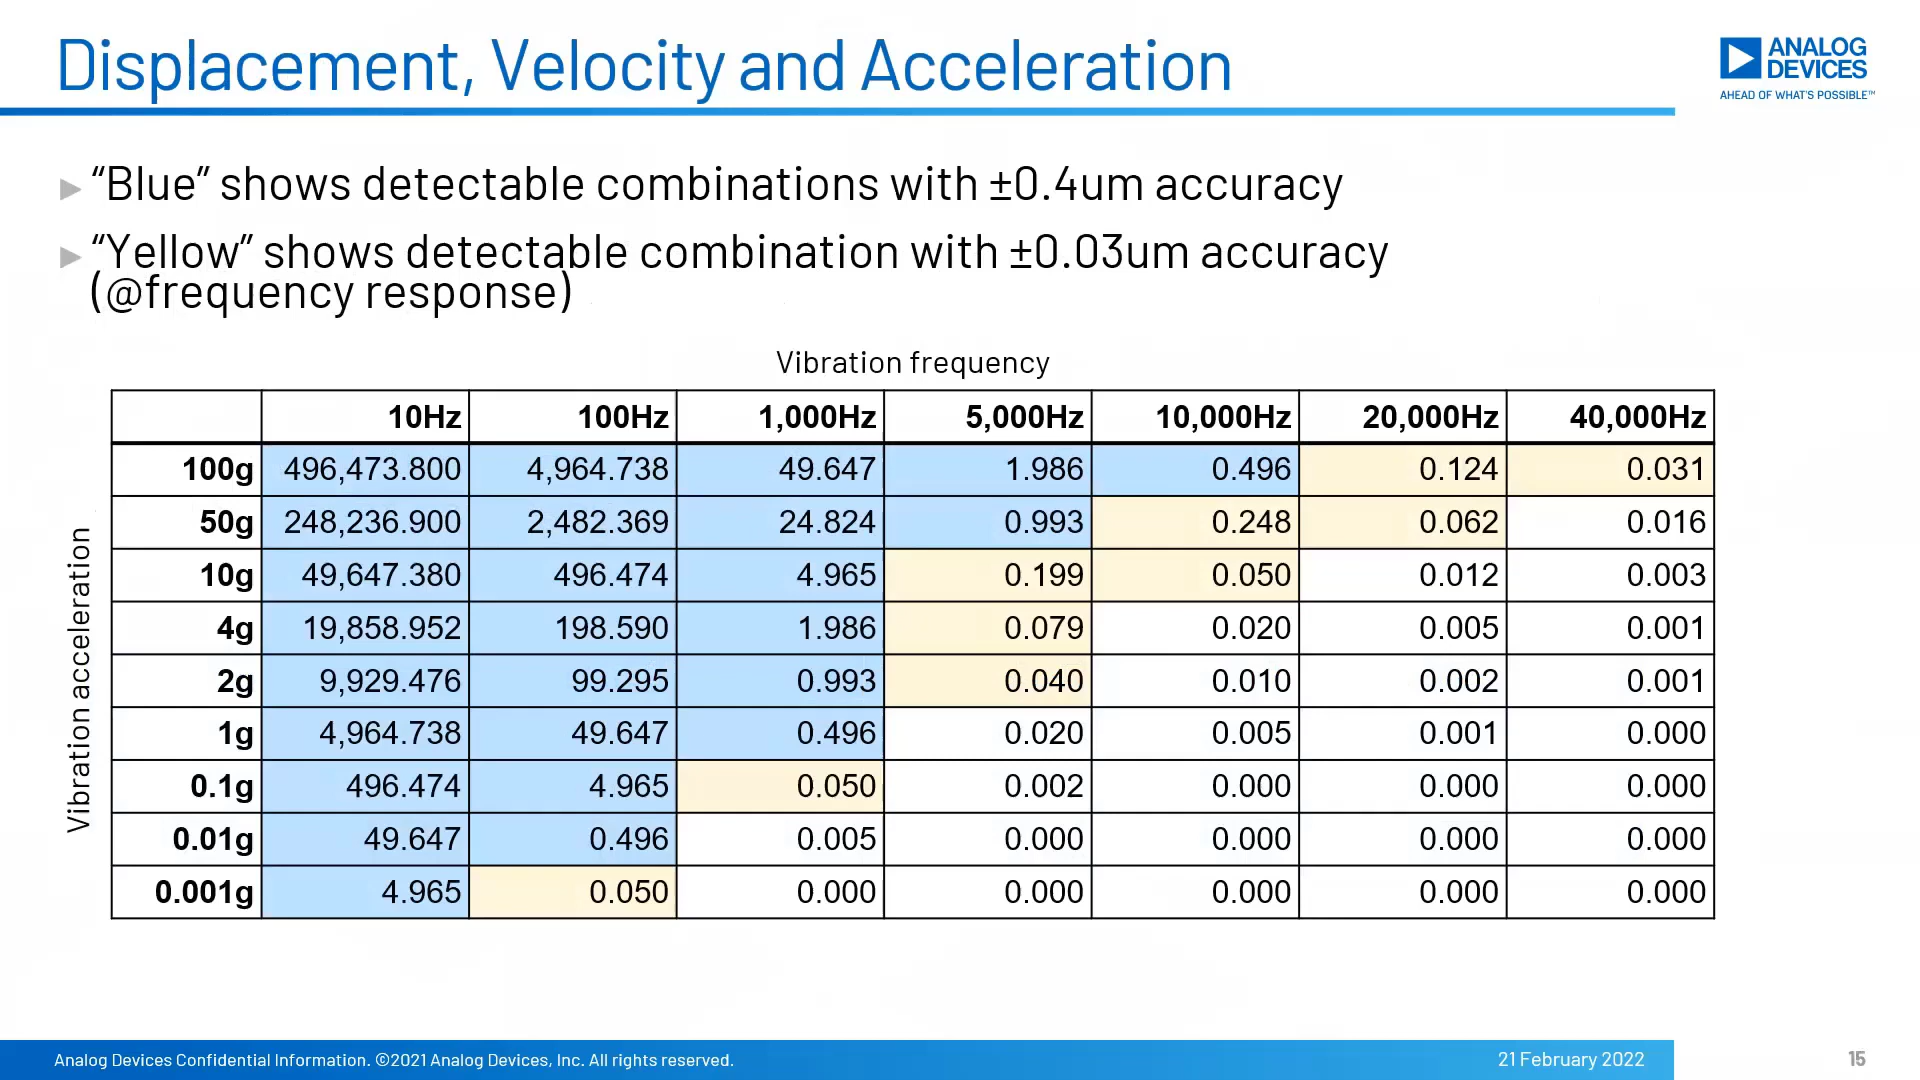 Displacement, Velocity and Acceleration
ANALOG
DEVICES
AHEAD OF WHAT'S POSSIBLE™
“Blue” shows detectable combinations with ±0.4um accuracy
“Yellow” shows detectable combination with ±0.03um accuracy
(@frequency response)
Vibration frequency
10Hz 100Hz 1,000Hz 5,000Hz 10,000Hz 20,000Hz 40,000Hz
Vibration acceleration
100g 496,473.800 4,964.738 49.647 1.986 0.496 0.124 0.031
50g 248,236.900 2,482.369 24.824 0.993 0.248 0.062 0.016
10g 49,647.380 496.474 4.965 0.199 0.050 0.012 0.003
4g 19,858.952 198.590 1.986 0.079 0.020 0.005 0.001
2g 9,929.476 99.295 0.993 0.040 0.010 0.002 0.001
1g 4,964.738 49.647 0.496 0.020 0.005 0.001 0.000
0.1g 496.474 4.965 0.050 0.002 0.000 0.000 0.000
0.01g 49.647 0.496 0.005 0.000 0.000 0.000 0.000
0.001g 4.965 0.050 0.000 0.000 0.000 0.000 0.000
Analog Devices Confidential Information. ©2021 Analog Devices, Inc. All rights reserved.
21 February 2022
15